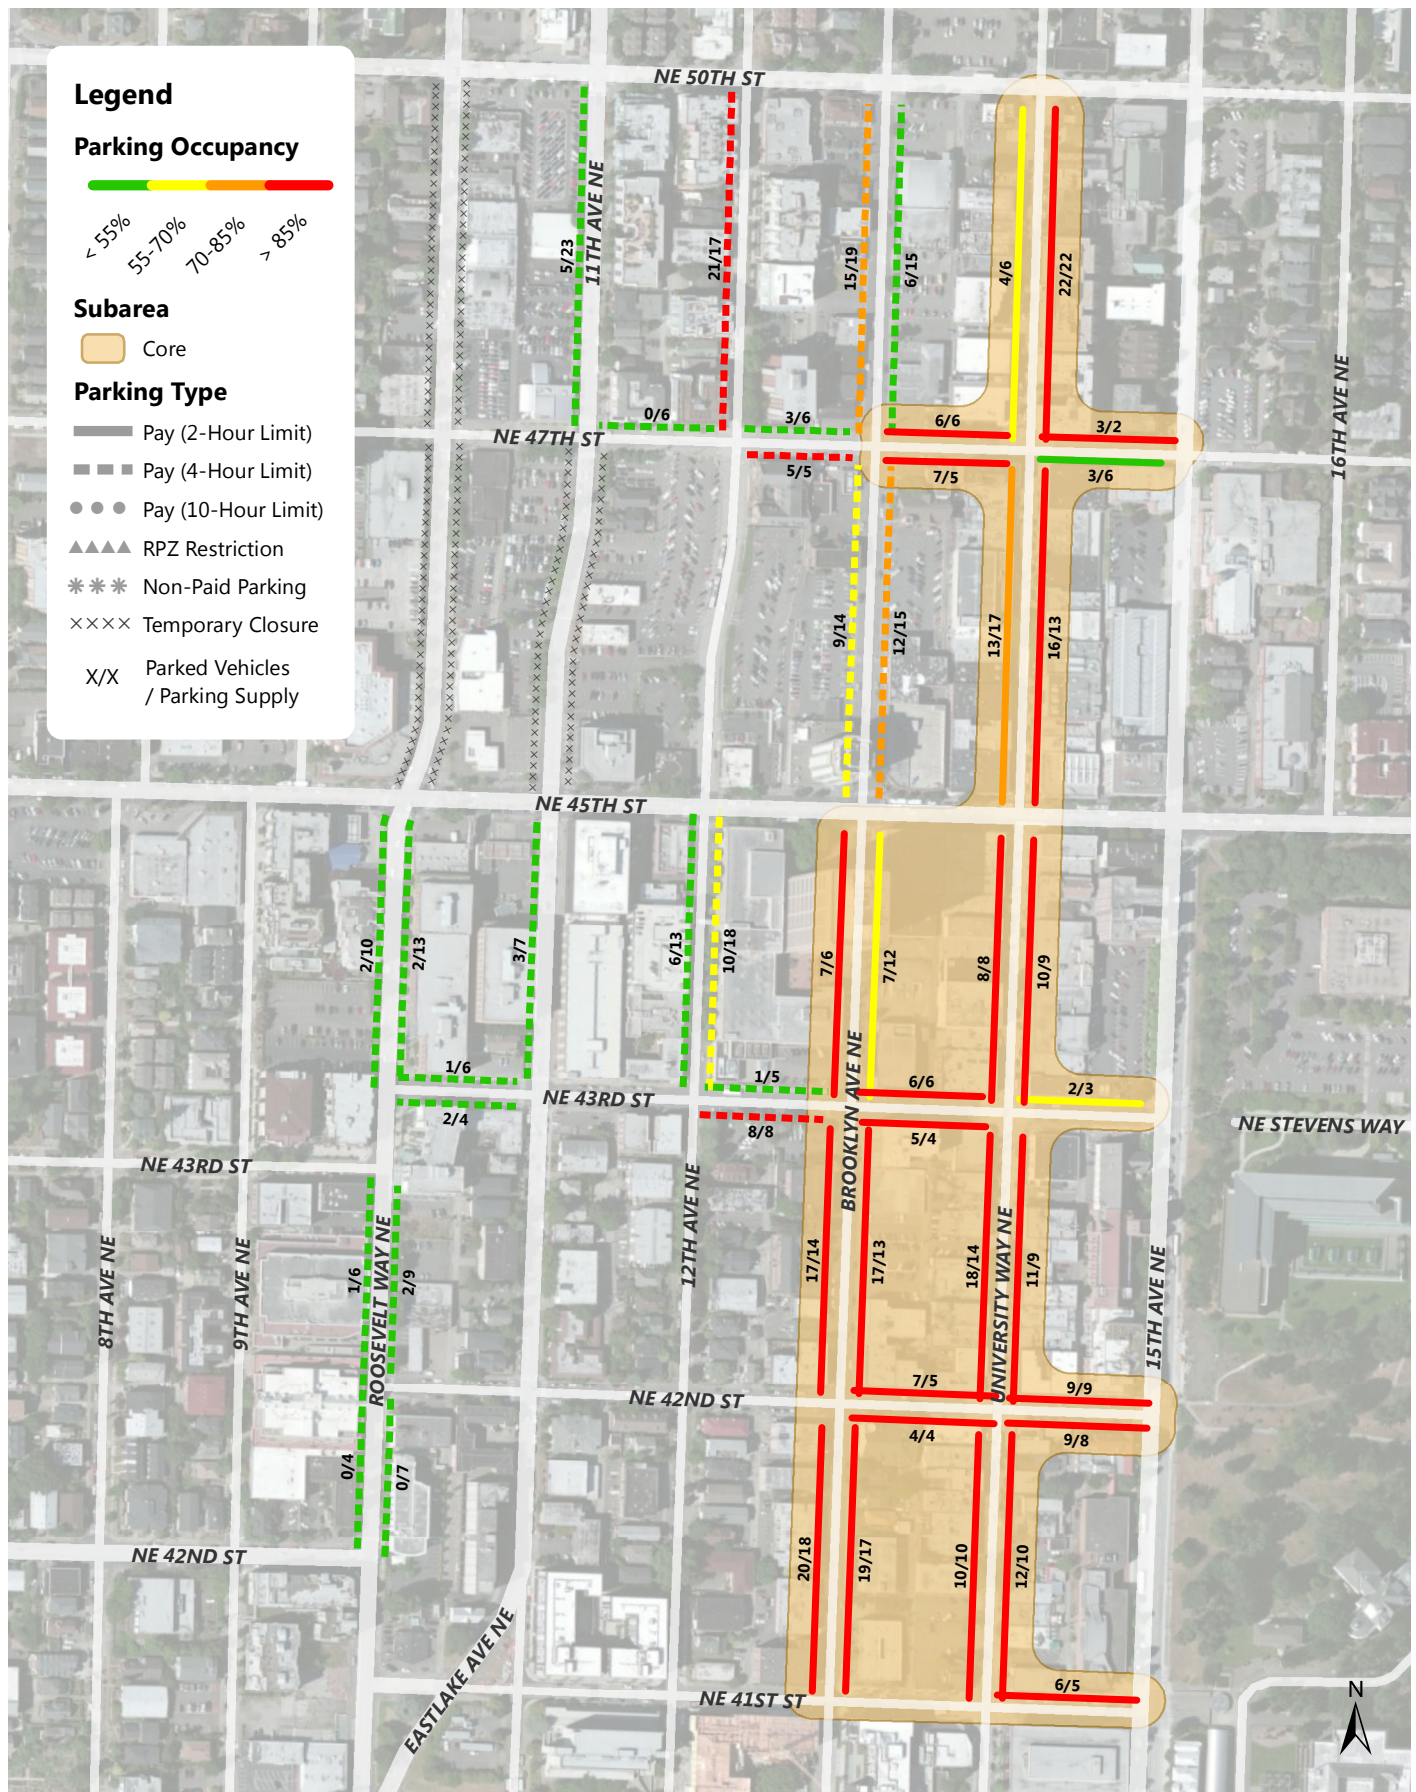 Legend
Parking Occupancy
< 55%
55-70%
70-85%
> 85%
Subarea
Core
Parking Type
Pay (2-Hour Limit)
Pay (4-Hour Limit)
Pay (10-Hour Limit)
RPZ Restriction
Non-Paid Parking
Temporary Closure
X/X
Parked Vehicles
/ Parking Supply
NE 50TH ST
11TH AVE NE
5/23
21/17
15/19
6/15
4/6
22/22
16TH AVE NE
0/6
3/6
6/6
3/2
NE 47TH ST
5/5
7/5
3/6
9/14
12/15
13/17
16/13
NE 45TH ST
2/10
2/13
3/7
6/13
10/18
7/6
7/12
8/8
10/9
1/6
1/5
6/6
2/3
NE 43RD ST
2/4
8/8
5/4
NE STEVENS WAY
BROOKLYN AVE NE
NE 43RD ST
8TH AVE NE
9TH AVE NE
ROOSEVELT WAY NE
12TH AVE NE
UNIVERSITY WAY NE
15TH AVE NE
1/6
2/9
17/14
17/13
18/14
11/9
7/5
9/9
NE 42ND ST
4/4
9/8
0/4
0/7
NE 42ND ST
20/18
19/17
10/10
12/10
EASTLAKE AVE NE
6/5
NE 41ST ST
N